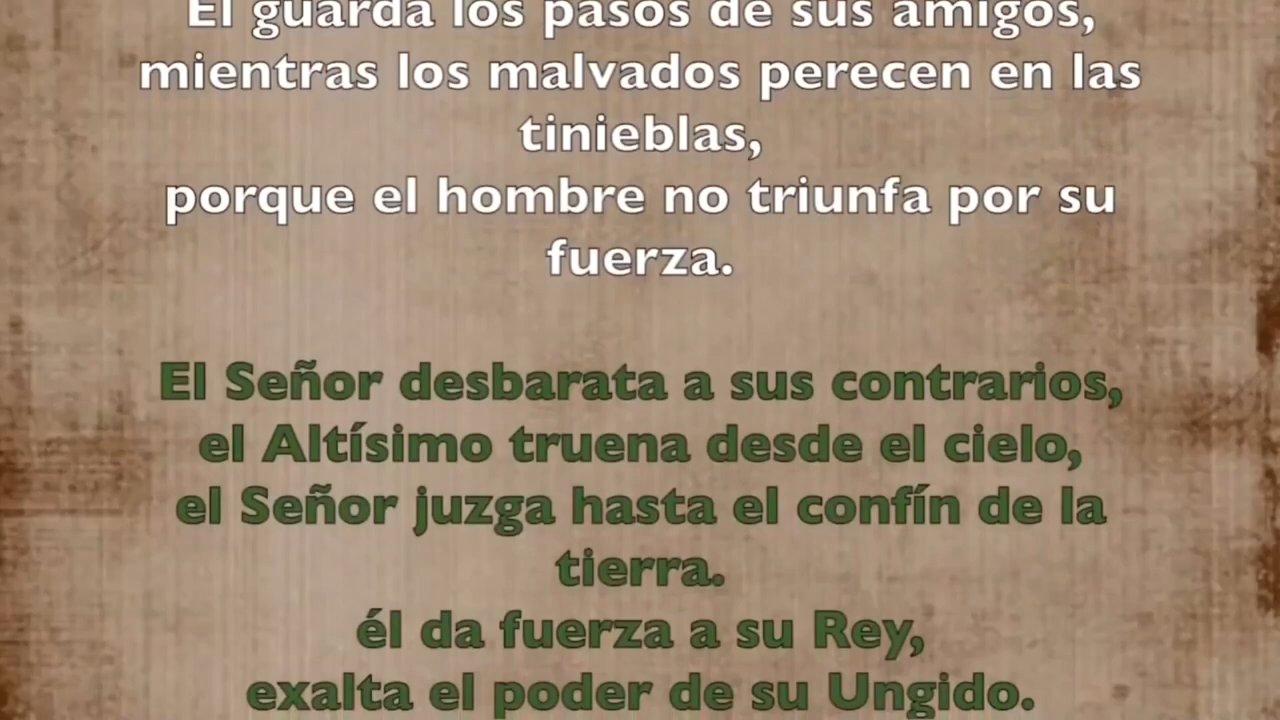 El guarda los pasos de sus amigos,
mientras los malvados perecen en las
tinieblas,
porque el hombre no triunfa por su
fuerza.
El Señor desbarata a sus contrarios,
el Altísimo truena desde el cielo,
el Señor juzga hasta el confín de la
tierra.
él da fuerza a su Rey,
exalta el poder de su Ungido.